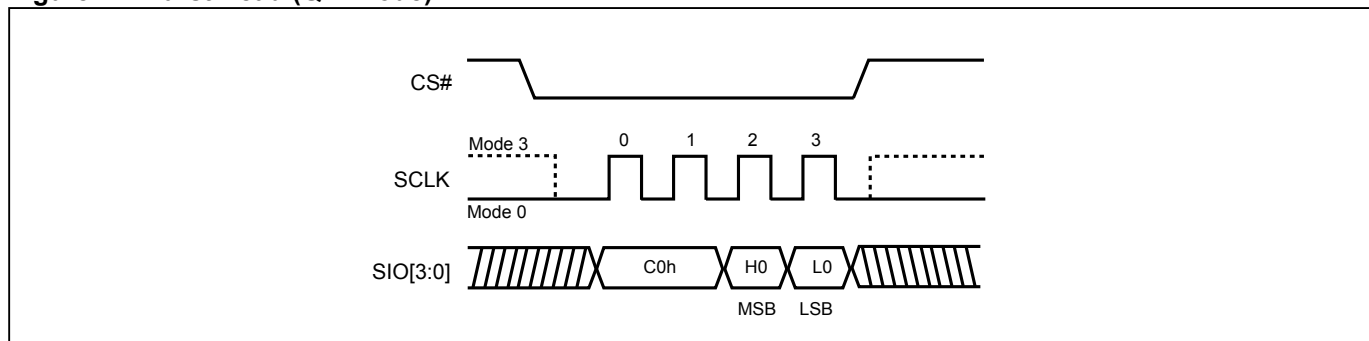 CS#
Mode 3 0 1 2 3
SCLK
Mode 0
SIO[3:0] C0h H0 L0
MSB LSB